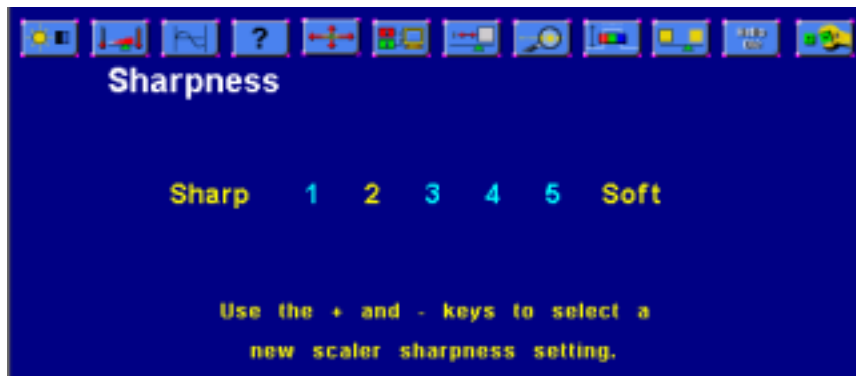 ?
Sharpness
Sharp 1 2 3 4 5 Soft
Use the + and - keys to select a
new scaler sharpness setting.